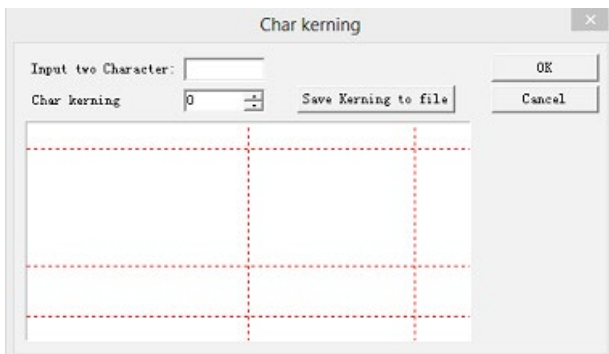 Char kerning
Input two Character:
OK
Char kerning 0 Save Kerning to file Cancel